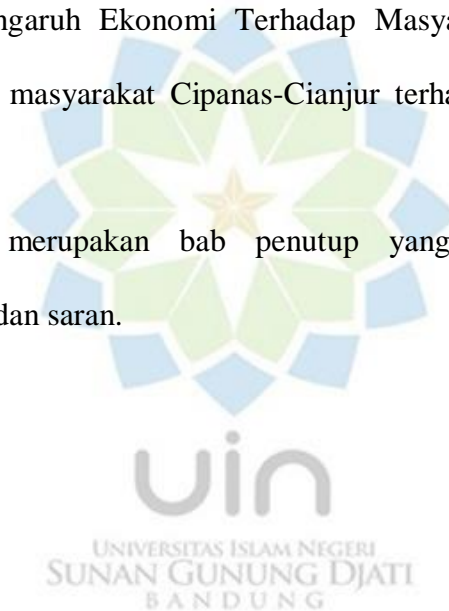 ngaruh Ekonomi Terhadap Masya
masyarakat Cipanas-Cianjur terha
merupakan bab penutup yang
dan saran.
uin
UNIVERSITAS ISLAM NEGERI
SUNAN GUNUNG DJATI
BANDUNG